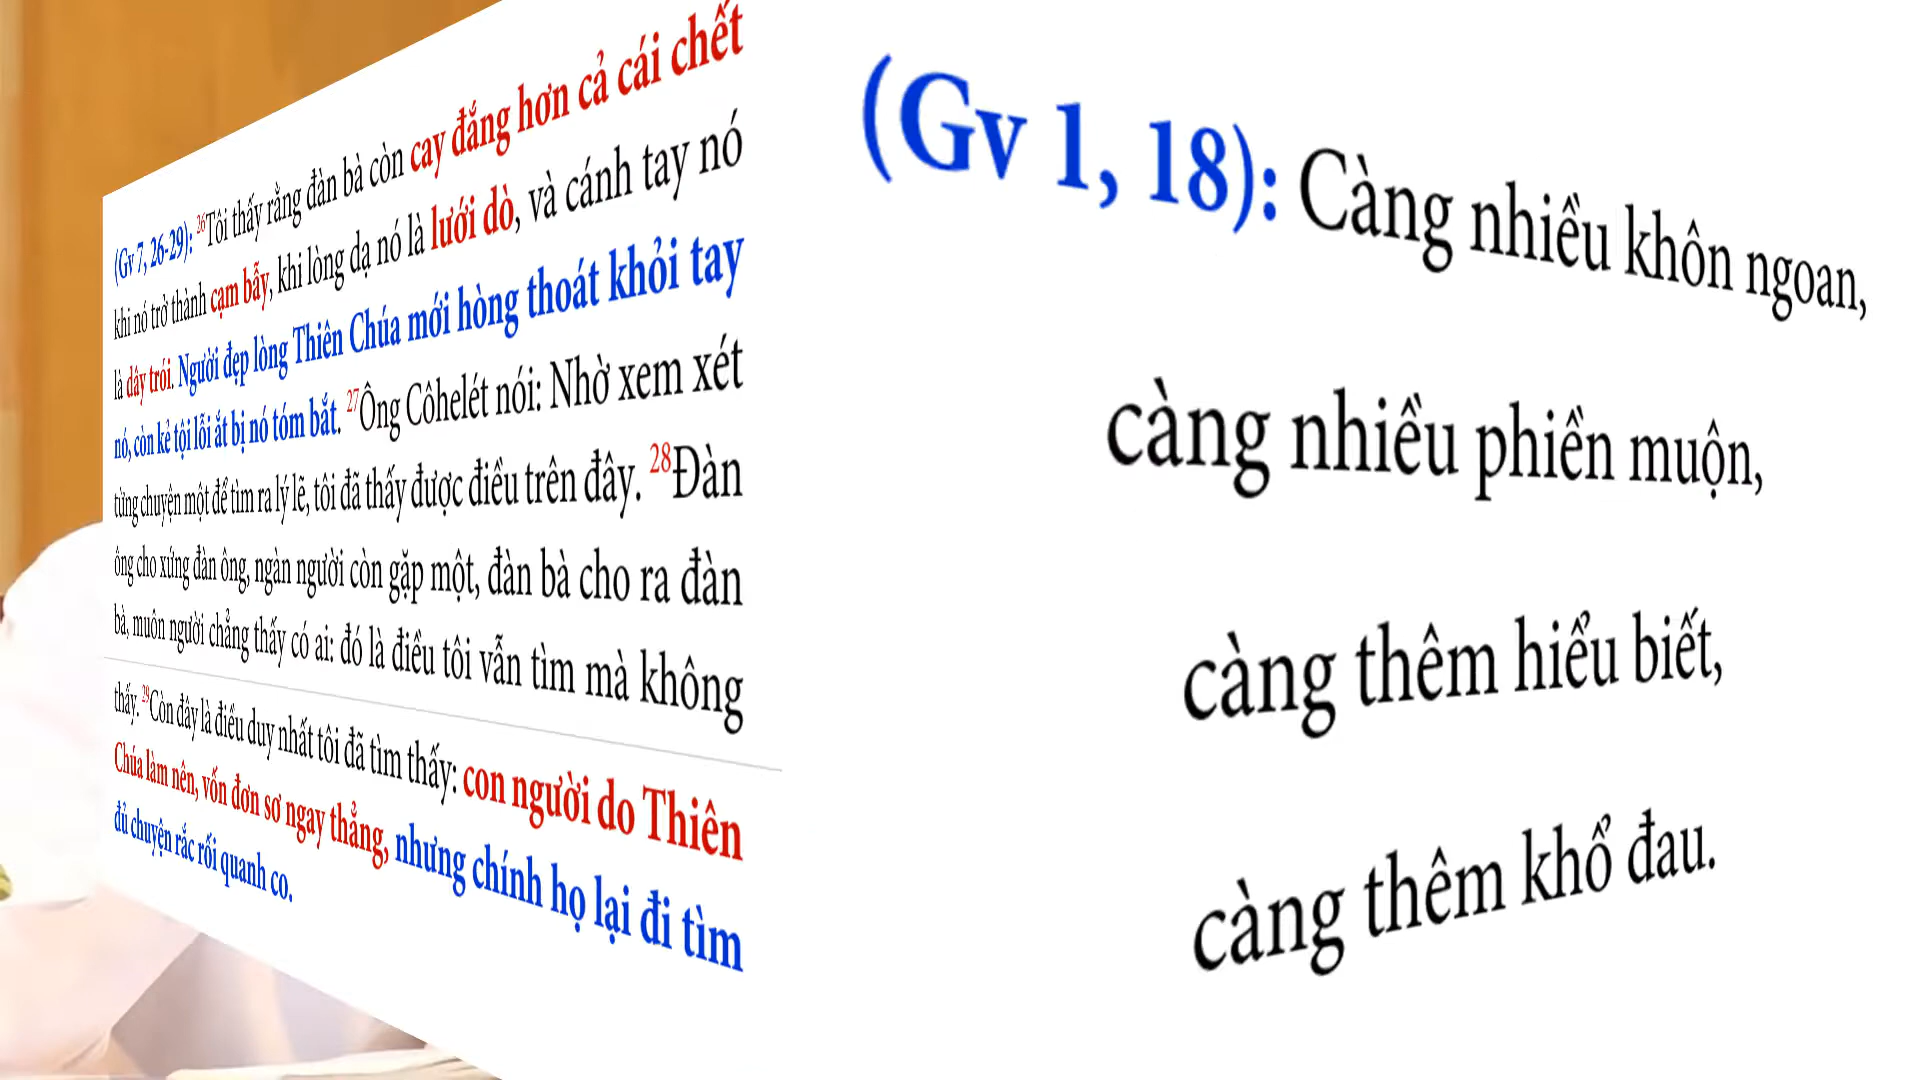 (Gv 7, 26-29): 26Tôi thấy rằng đàn bà còn cay đắng hơn cả cái chết
khi nó trở thành cạm bẫy, khi lòng dạ nó là lưới dò, và cánh tay nó
là dây trói. Người đẹp lòng Thiên Chúa mới hòng thoát khỏi tay
nó, còn kẻ tội lỗi ắt bị nó tóm bắt. 27Ông Côhelét nói: Nhờ xem xét
từng chuyện một để tìm ra lý lẽ, tôi đã thấy được điều trên đây. 28Đàn
ông cho xứng đàn ông, ngàn người còn gặp một, đàn bà cho ra đàn
bà, muôn người chẳng thấy có ai: đó là điều tôi vẫn tìm mà không
thấy. 29Còn đây là điều duy nhất tôi đã tìm thấy: con người do Thiên
Chúa làm nên, vốn đơn sơ ngay thẳng, nhưng chính họ lại đi tìm
đủ chuyện rắc rối quanh co.
(Gv 1, 18): Càng nhiều khôn ngoan,
càng nhiều phiền muộn,
càng thêm hiểu biết,
càng thêm khổ đau.